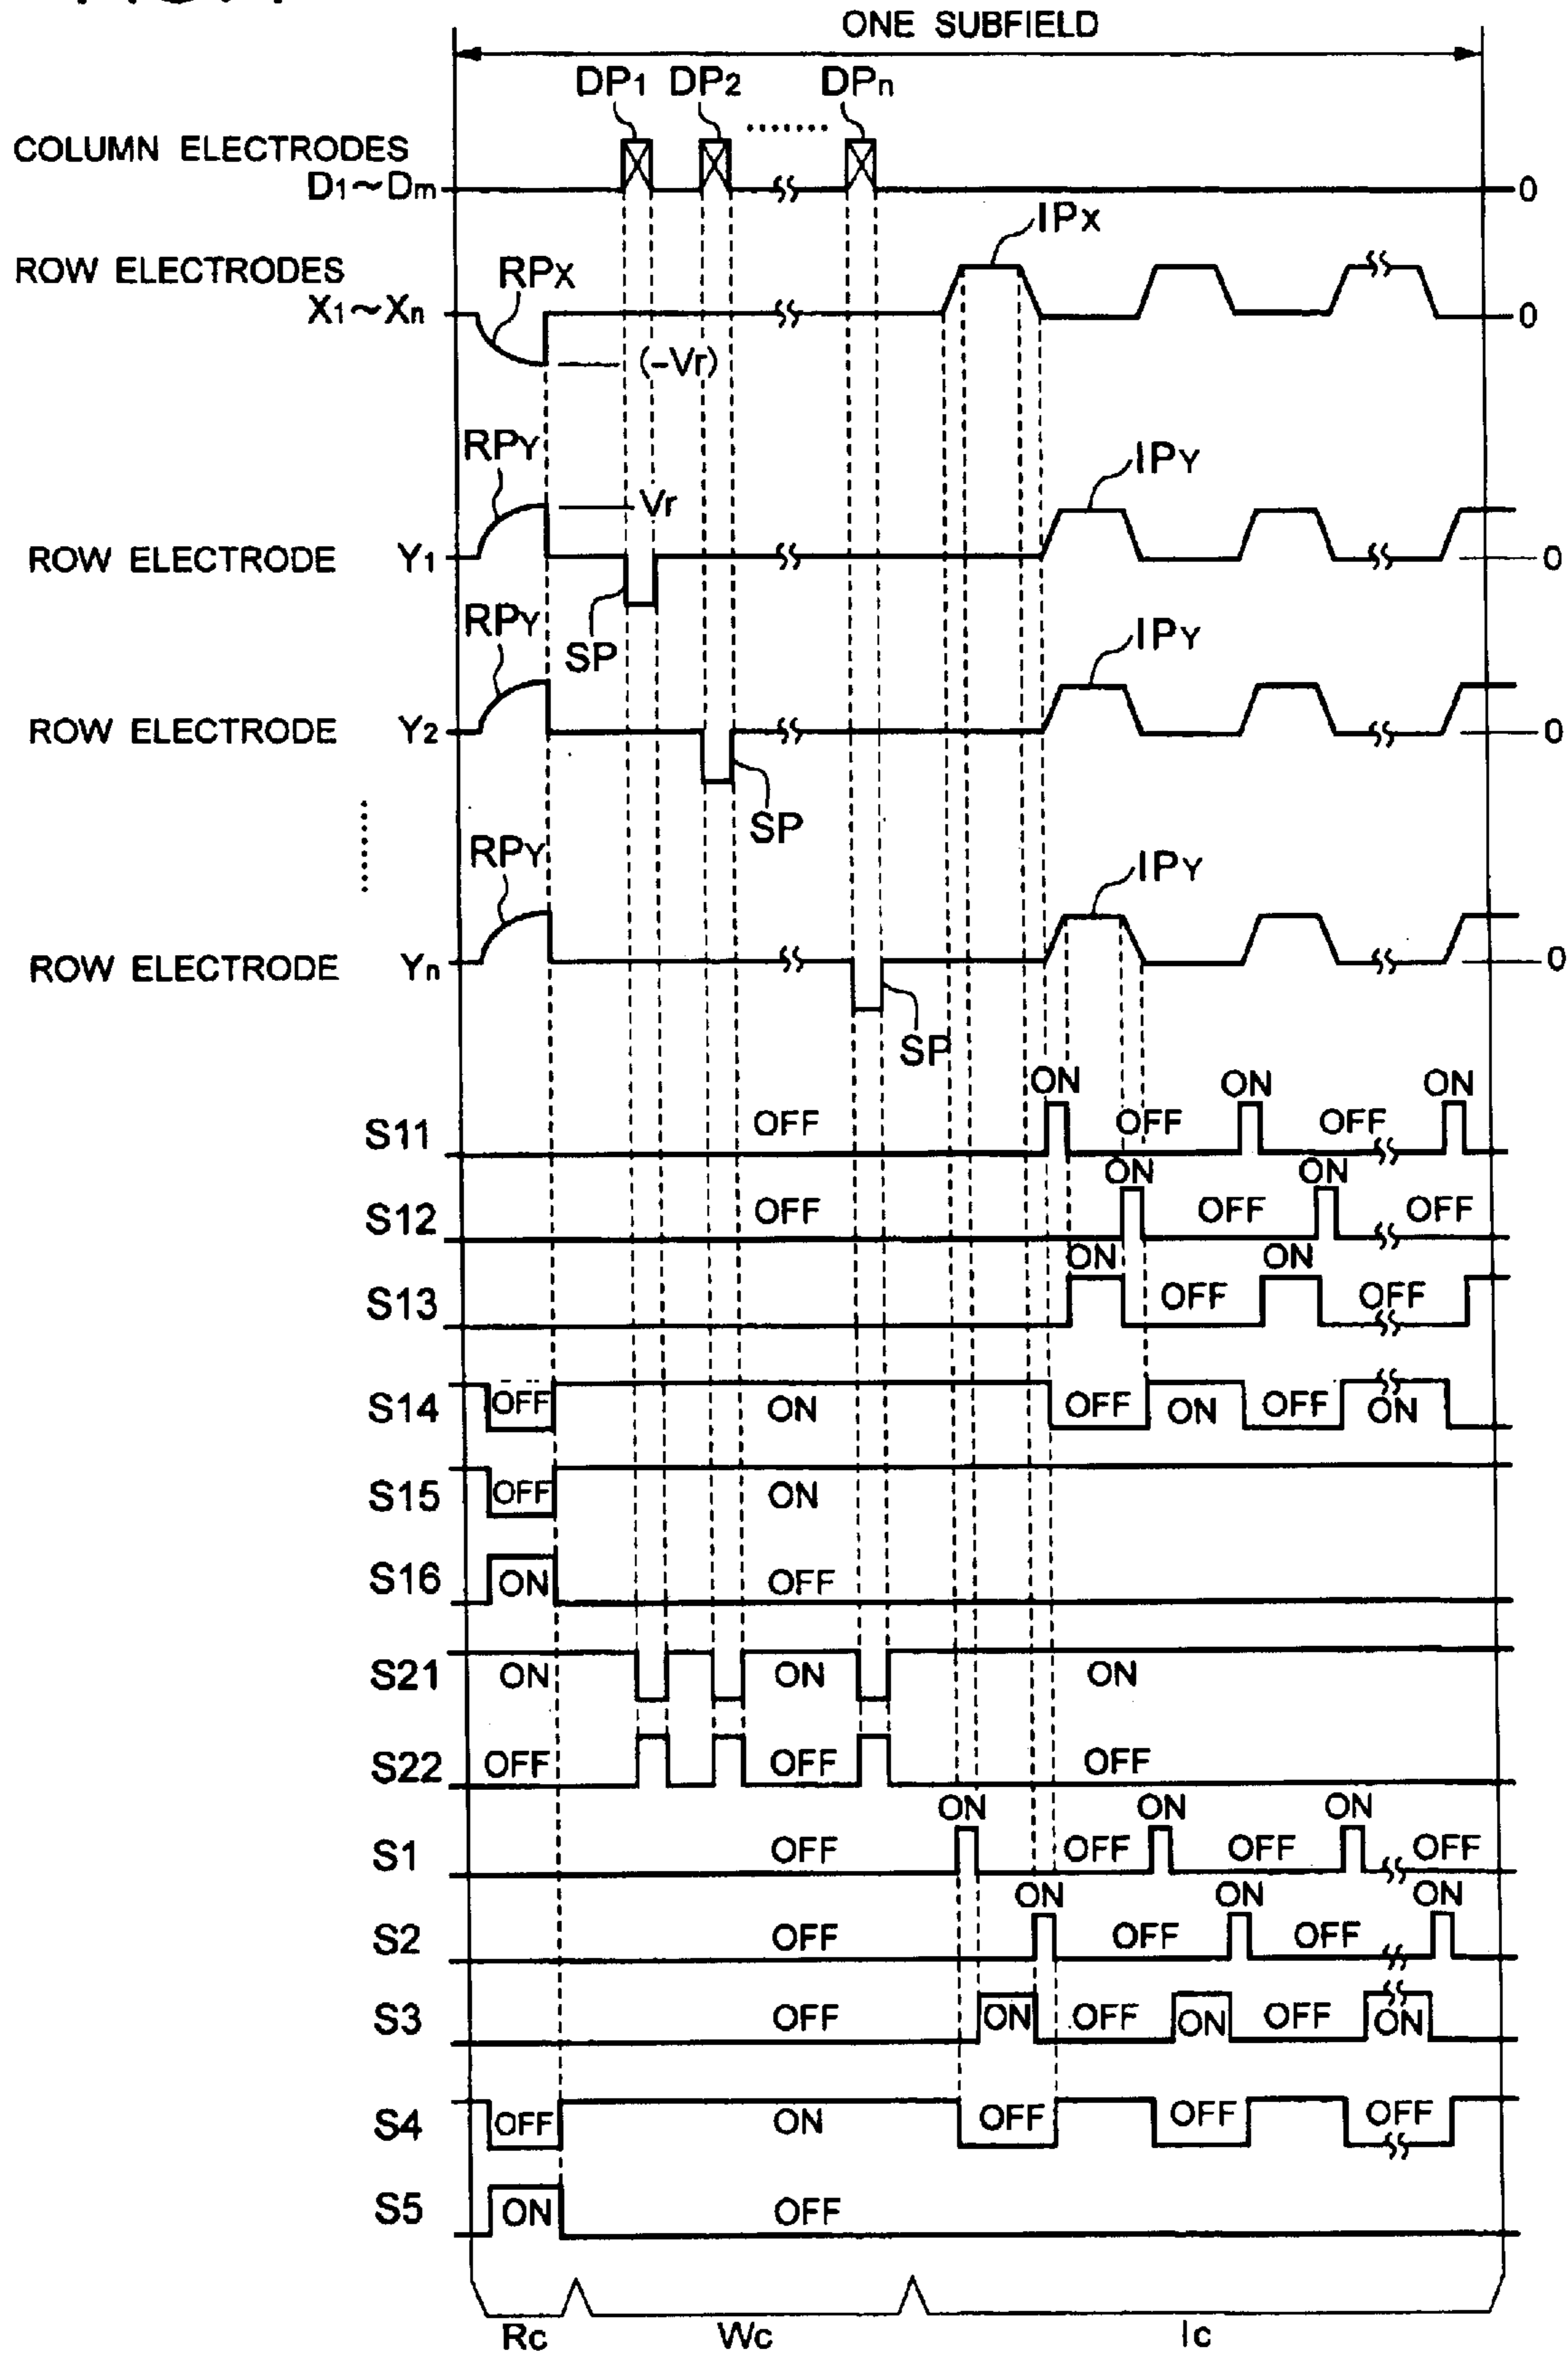 ONE SUBFIELD
DP1 DP2 ........ DPn
COLUMN ELECTRODES
D1~Dm 0
IPX
ROW ELECTRODES RPX
X1~Xn 0
(-Vr)
RPY IPY
Vr
ROW ELECTRODE Y1 0
RPY SP IPY
ROW ELECTRODE Y2 0
SP
RPY IPY
ROW ELECTRODE Yn 0
SP
ON ON ON
S11 OFF OFF OFF
ON ON
S12 OFF OFF OFF
ON ON
S13 OFF OFF
S14 OFF ON OFF ON OFF ON
S15 OFF ON
S16 ON OFF
S21 ON ON ON
S22 OFF OFF OFF
ON ON ON
S1 OFF OFF OFF OFF
ON ON ON
S2 OFF OFF OFF
S3 OFF ON OFF ON OFF ON
S4 OFF ON OFF OFF OFF
S5 ON OFF
Rc Wc Ic